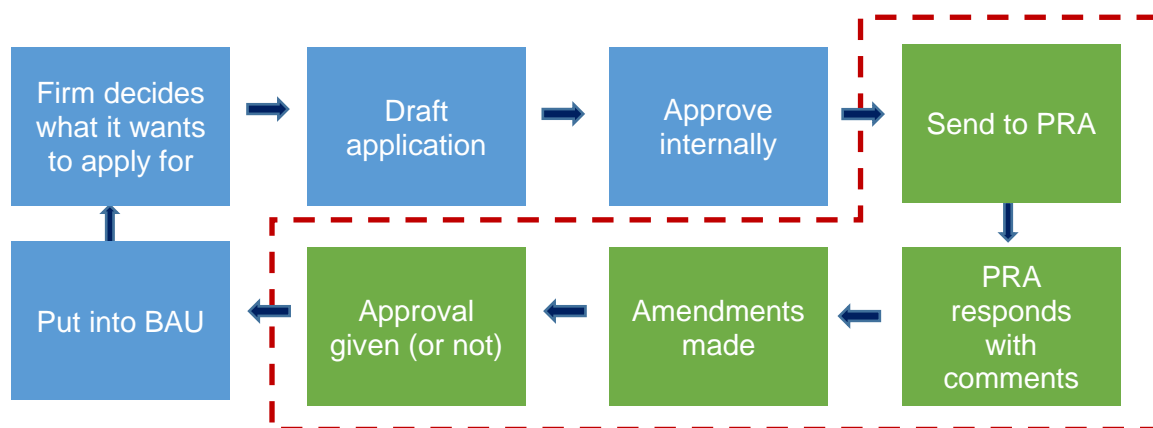 Firm decides
what it wants
to apply for
Draft
application
Approve
internally
Send to PRA
Put into BAU
Approval
given (or not)
Amendments
made
PRA
responds
with
comments